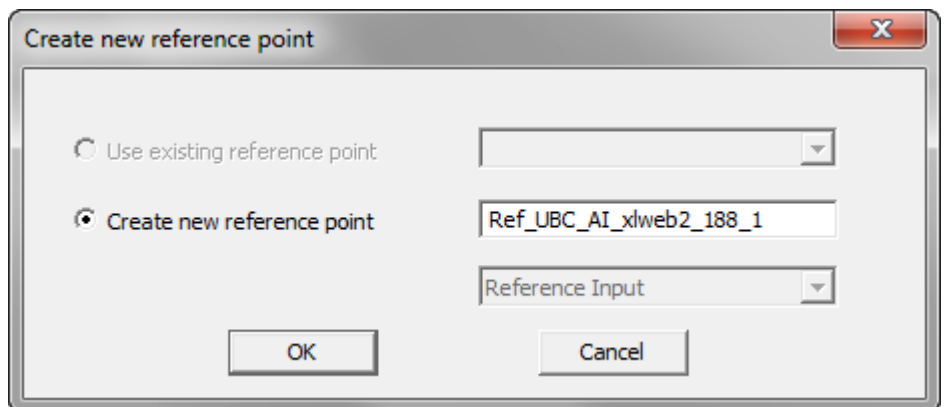 Create new reference point
Use existing reference point
Create new reference point Ref_UBC_AI_xlweb2_188_1
Reference Input
OK Cancel